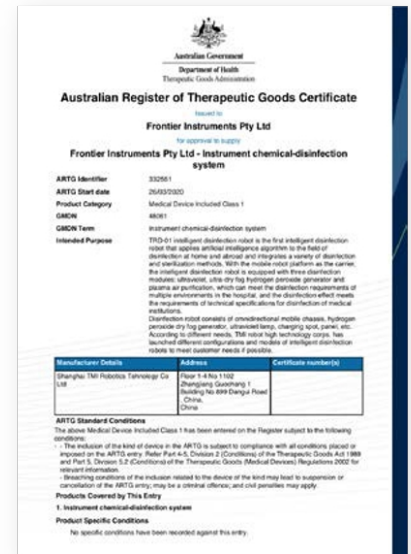 Australian Government
Department of Health
Therapeutic Goods Administration
Australian Register of Therapeutic Goods Certificate
Issued to
Frontier Instruments Pty Ltd
for approval to supply
Frontier Instruments Pty Ltd - Instrument chemical-disinfection
system
ARTG Identifier 332661
ARTG Start date 25/03/2020
Product Category Medical Device Included Class 1
GMDN 48061
GMDN Term Instrument chemical-disinfection system
Intended Purpose TRD-01 intelligent disinfection robot is the first intelligent disinfection
robot that applies artificial intelligence algorithm to the field of
disinfection at home and abroad and integrates a variety of disinfection
and sterilization methods. With the mobile robot platform as the carrier,
the intelligent disinfection robot is equipped with three disinfection
modules: ultraviolet, ultra-dry fog hydrogen peroxide generator and
plasma air purification, which can meet the disinfection requirements of
multiple environments in the hospital, and the disinfection effect meets
the requirements of technical specifications for disinfection of medical
institutions.
Disinfection robot consists of omnidirectional mobile chassis, hydrogen
peroxide dry fog generator, ultraviolet lamp, charging spot, panel, etc.
According to different needs, TMI robot high technology corps. has
launched different configurations and models of intelligent disinfection
robots to meet customer needs if possible.
Manufacturer Details Address Certificate number(s)
Shanghai TMI Robotics Tehnology Co
Ltd
Floor 1-4 No 1102
Zhangjiang Guochang 1
Building No 899 Dangui Road
, China,
China
ARTG Standard Conditions
The above Medical Device Included Class 1 has been entered on the Register subject to the following
conditions:
- The inclusion of the kind of device in the ARTG is subject to compliance with all conditions placed or
imposed on the ARTG entry. Refer Part 4-5, Division 2 (Conditions) of the Therapeutic Goods Act 1989
and Part 5, Division 5.2 (Conditions) of the Therapeutic Goods (Medical Devices) Regulations 2002 for
relevant information.
- Breaching conditions of the inclusion related to the device of the kind may lead to suspension or
cancellation of the ARTG entry; may be a criminal offence; and civil penalties may apply.
Products Covered by This Entry
1. Instrument chemical-disinfection system
Product Specific Conditions
No specific conditions have been recorded against this entry.